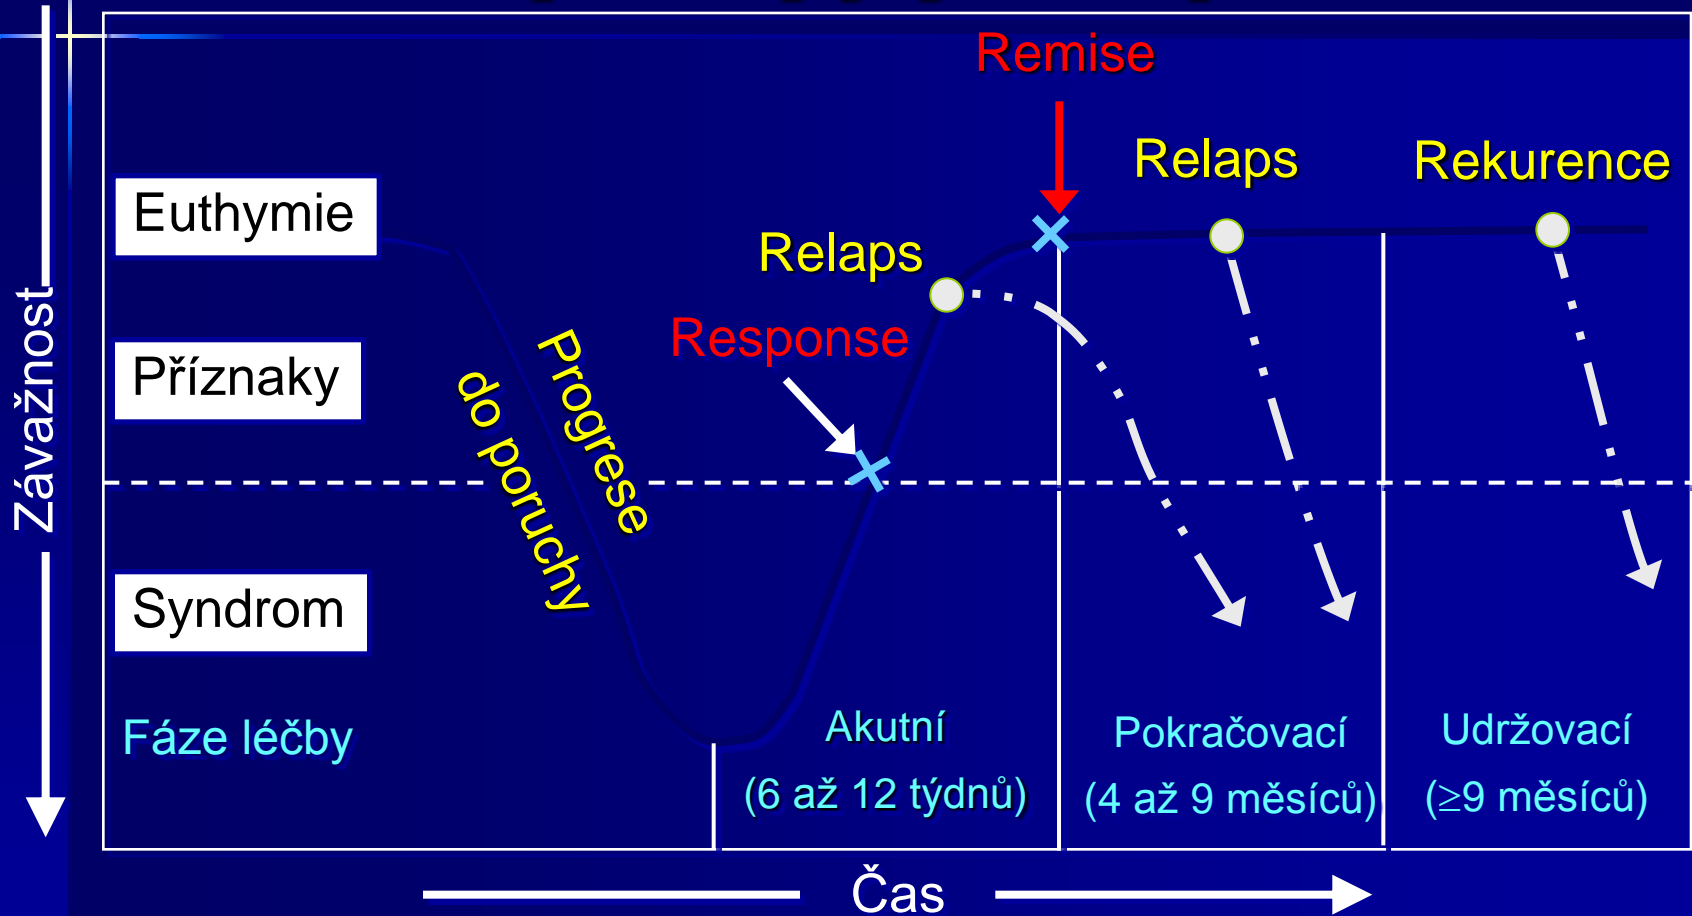 Remise
Relaps
Rekurence
Euthymie
Relaps
Response
Příznaky
Progrese
do poruchy
Závažnost
Syndrom
Fáze léčby
Akutní
(6 až 12 týdnů)
Pokračovací
(4 až 9 měsíců)
Udržovací
(≥9 měsíců)
Čas